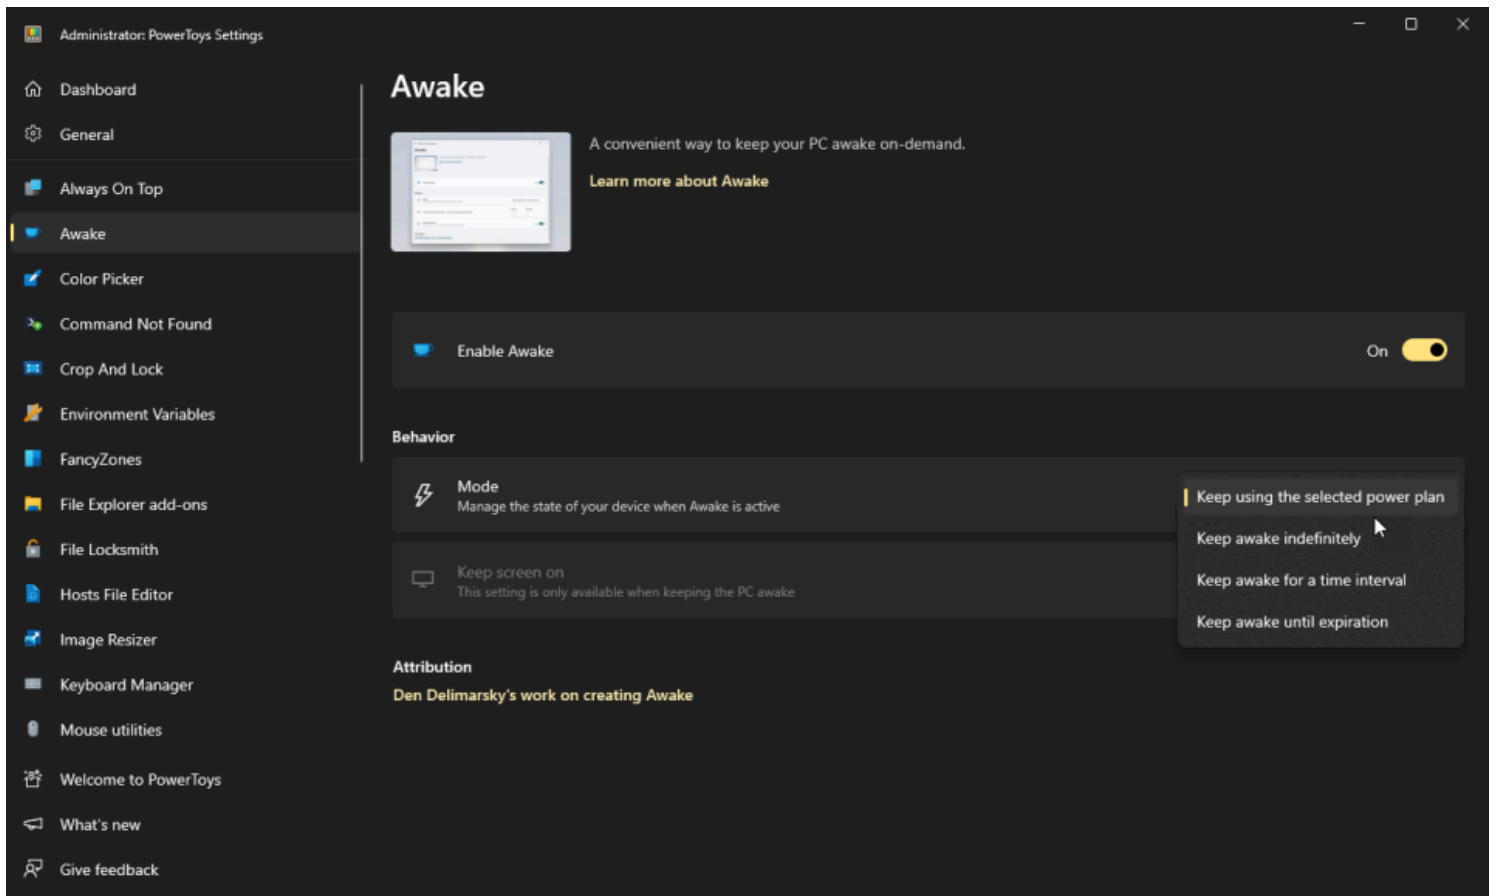 Administrator: PowerToys Settings
Dashboard
General
Always On Top
Awake
Color Picker
Command Not Found
Crop And Lock
Environment Variables
FancyZones
File Explorer add-ons
File Locksmith
Hosts File Editor
Image Resizer
Keyboard Manager
Mouse utilities
Welcome to PowerToys
What's new
Give feedback
Awake
A convenient way to keep your PC awake on-demand.
Learn more about Awake
Enable Awake
On
Behavior
Mode
Manage the state of your device when Awake is active
Keep using the selected power plan
Keep awake indefinitely
Keep awake for a time interval
Keep awake until expiration
Keep screen on
This setting is only available when keeping the PC awake
Attribution
Den Delimarsky's work on creating Awake